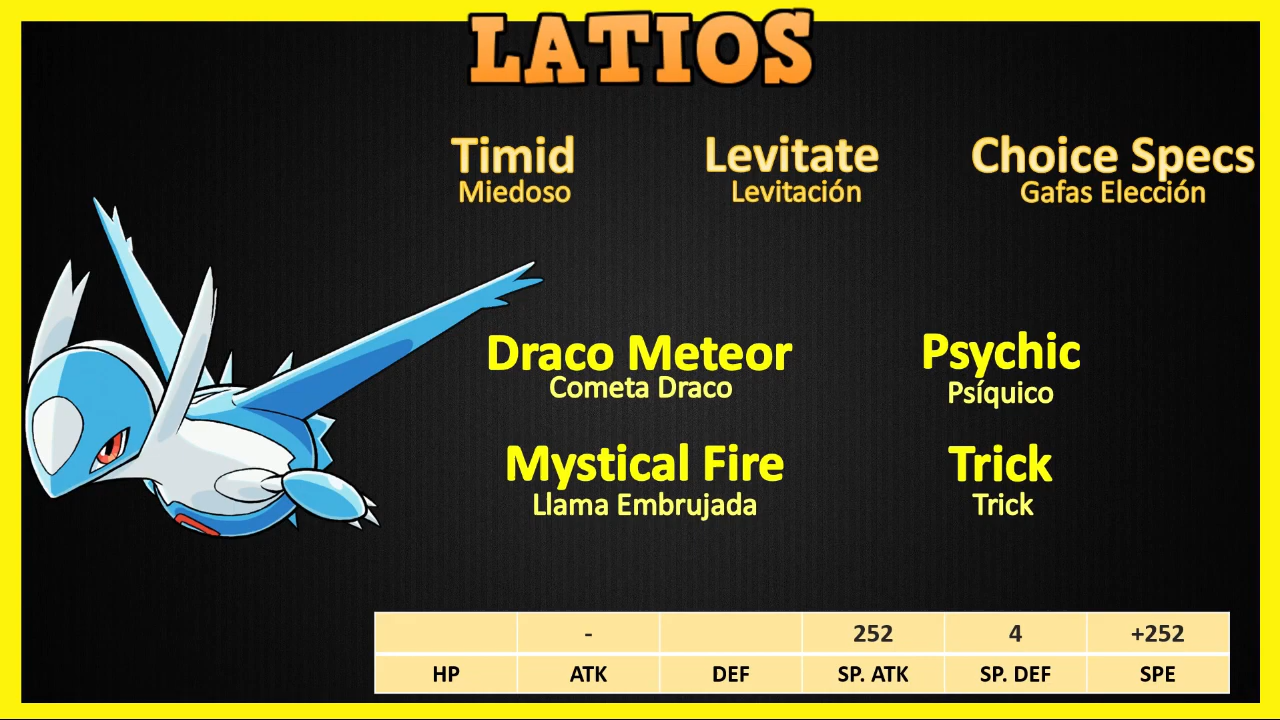 LATIOS
Timid Levitate Choice Specs
Miedoso Levitación Gafas Elección
Draco Meteor Psychic
Cometa Draco Psíquico
Mystical Fire Trick
Llama Embrujada Trick
- 252 4 +252
HP ATK DEF SP. ATK SP. DEF SPE